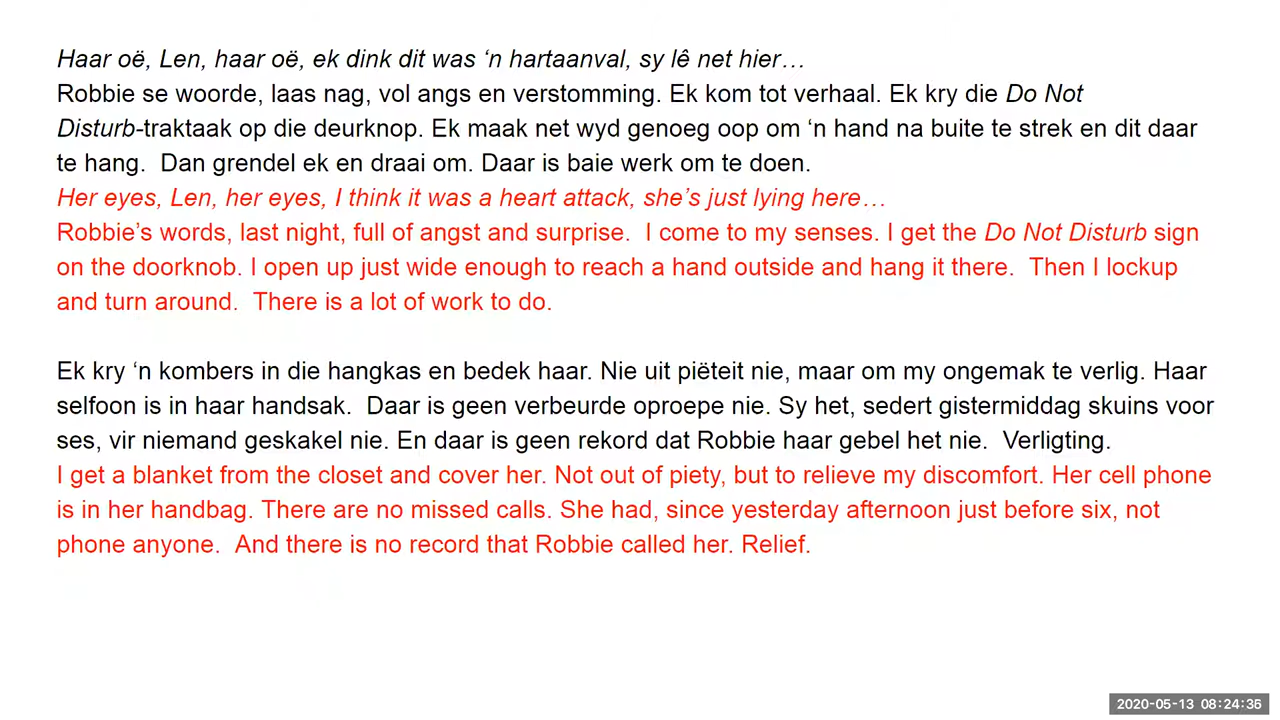 Haar oë, Len, haar oë, ek dink dit was ‘n hartaanval, sy lê net hier…
Robbie se woorde, laas nag, vol angs en verstomming. Ek kom tot verhaal. Ek kry die Do Not
Disturb-traktaak op die deurknop. Ek maak net wyd genoeg oop om ‘n hand na buite te strek en dit daar
te hang.  Dan grendel ek en draai om. Daar is baie werk om te doen.
Her eyes, Len, her eyes, I think it was a heart attack, she’s just lying here…
Robbie’s words, last night, full of angst and surprise.  I come to my senses. I get the Do Not Disturb sign
on the doorknob. I open up just wide enough to reach a hand outside and hang it there.  Then I lockup
and turn around.  There is a lot of work to do.
Ek kry ‘n kombers in die hangkas en bedek haar. Nie uit piëteit nie, maar om my ongemak te verlig. Haar
selfoon is in haar handsak.  Daar is geen verbeurde oproepe nie. Sy het, sedert gistermiddag skuins voor
ses, vir niemand geskakel nie. En daar is geen rekord dat Robbie haar gebel het nie.  Verligting.
I get a blanket from the closet and cover her. Not out of piety, but to relieve my discomfort. Her cell phone
is in her handbag. There are no missed calls. She had, since yesterday afternoon just before six, not
phone anyone.  And there is no record that Robbie called her. Relief.
2020-05-13 08:24:36